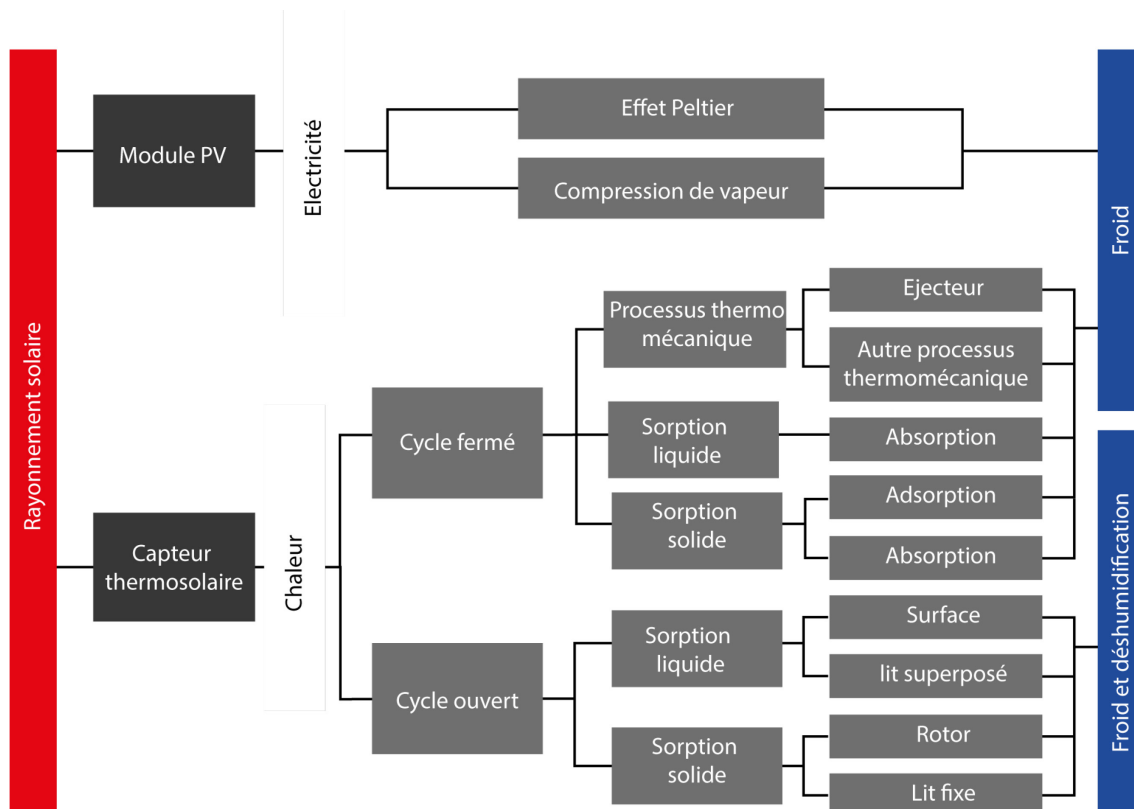 Rayonnement solaire
Module PV
Electricité
Effet Peltier
Compression de vapeur
Froid
Capteur
thermosolaire
Chaleur
Cycle fermé
Processus thermo
mécanique
Ejecteur
Autre processus
thermomécanique
Sorption
liquide
Absorption
Sorption
solide
Adsorption
Absorption
Cycle ouvert
Sorption
liquide
Surface
lit superposé
Sorption
solide
Rotor
Lit fixe
Froid et déshumidification